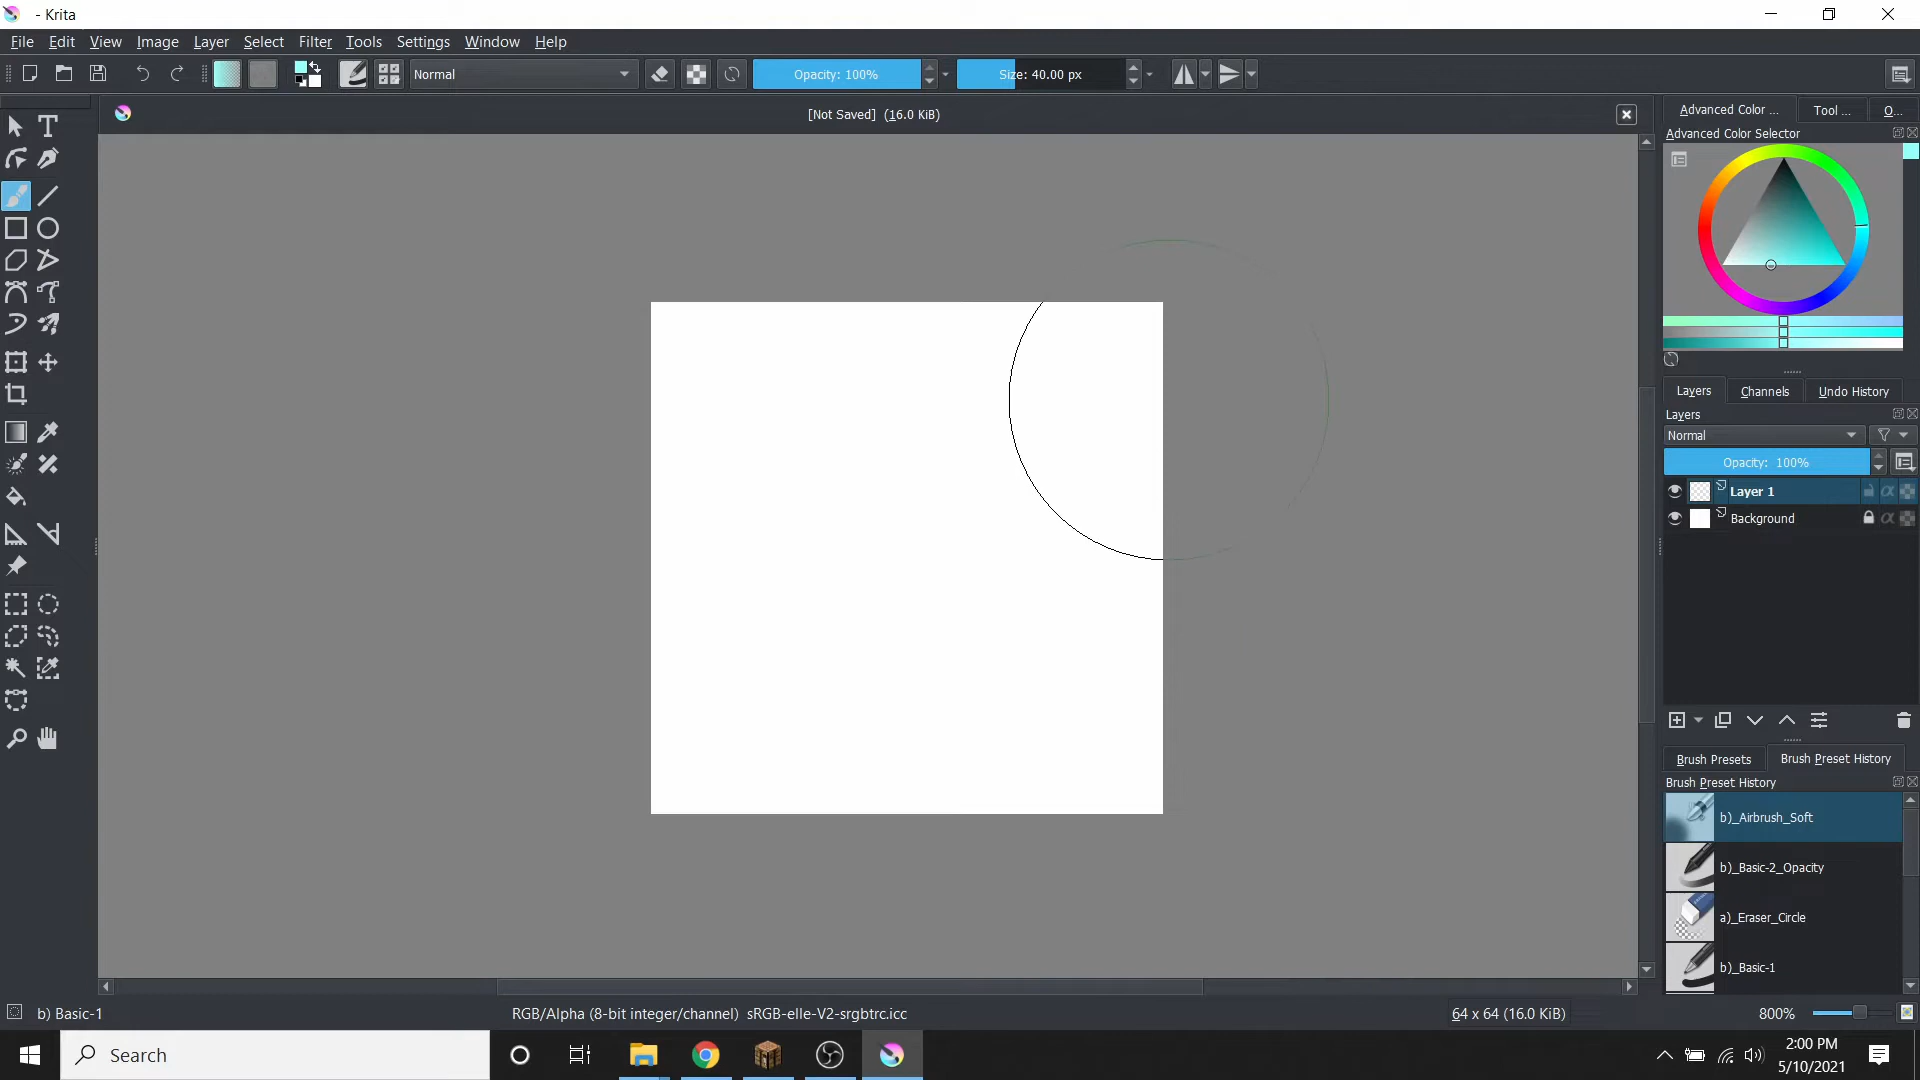 - Krita
File Edit View Image Layer Select Filter Tools Settings Window Help
Normal
Opacity: 100%
Size: 40.00 px
[Not Saved] (16.0 KiB)
Advanced Color ... Tool ... O...
Advanced Color Selector
Layers Channels Undo History
Layers
Normal
Opacity: 100%
Layer 1
Background
Brush Presets Brush Preset History
Brush Preset History
b)_Airbrush_Soft
b)_Basic-2_Opacity
a)_Eraser_Circle
b)_Basic-1
b) Basic-1
RGB/Alpha (8-bit integer/channel) sRGB-elle-V2-srgbtrc.icc
64 x 64 (16.0 KiB)
800%
Search
2:00 PM
5/10/2021